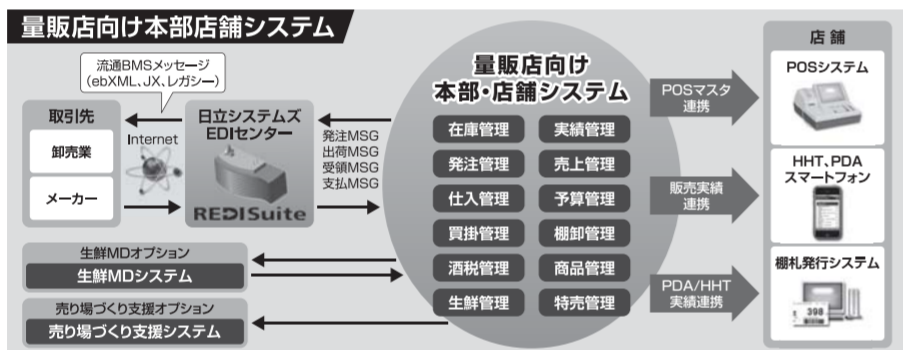 量販店向け本部店舗システム
流通BMSメッセージ
(ebXML、JX、レガシー)
取引先
卸売業
メーカー
Internet
日立システムズ
EDIセンター
REDISuite
発注MSG
出荷MSG
受領MSG
支払MSG
生鮮MDオプション
生鮮MDシステム
売り場づくり支援オプション
売り場づくり支援システム
量販店向け
本部・店舗システム
在庫管理
実績管理
発注管理
売上管理
仕入管理
予算管理
買掛管理
棚卸管理
酒税管理
商品管理
生鮮管理
特売管理
POSマスタ
連携
販売実績
連携
PDA/HHT
実績連携
店舗
POSシステム
HHT、PDA
スマートフォン
棚札発行システム
398